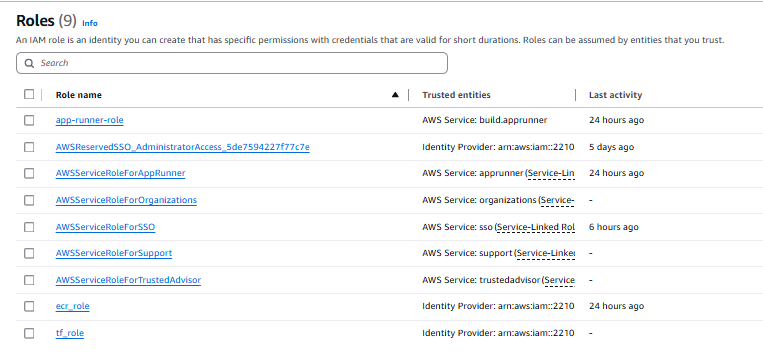 Roles (9) Info
An IAM role is an identity you can create that has specific permissions with credentials that are valid for short durations. Roles can be assumed by entities that you trust.
Search
Role name Trusted entities Last activity
app-runner-role AWS Service: build.apprunner 24 hours ago
AWSReservedSSO_AdministratorAccess_5de7594227f77c7e Identity Provider: arn:aws:iam::2210 5 days ago
AWSServiceRoleForAppRunner AWS Service: apprunner (Service-Lin 24 hours ago
AWSServiceRoleForOrganizations AWS Service: organizations (Service- -
AWSServiceRoleForSSO AWS Service: sso (Service-Linked Rol 6 hours ago
AWSServiceRoleForSupport AWS Service: support (Service-Linked -
AWSServiceRoleForTrustedAdvisor AWS Service: trustedadvisor (Service -
ecr_role Identity Provider: arn:aws:iam::2210 24 hours ago
tf_role Identity Provider: arn:aws:iam::2210 -